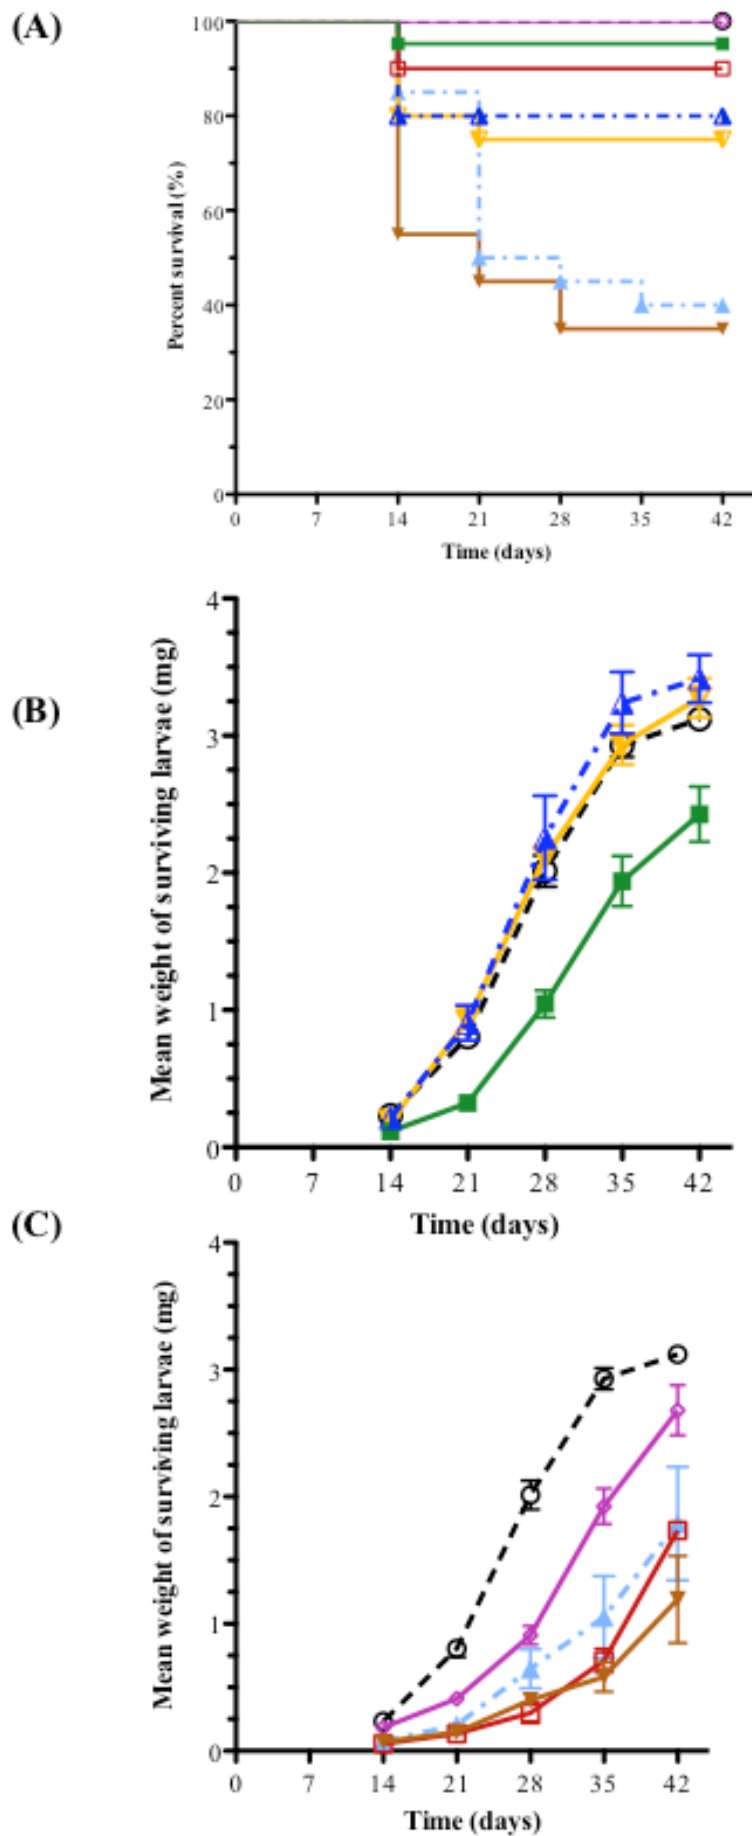 (A)
Percent survival (%)
100
80
60
40
20
0
0 7 14 21 28 35 42
Time (days)
(B)
Mean weight of surviving larvae (mg)
4
3
2
1
0
0 7 14 21 28 35 42
Time (days)
(C)
Mean weight of surviving larvae (mg)
4
3
2
1
0
0 7 14 21 28 35 42
Time (days)